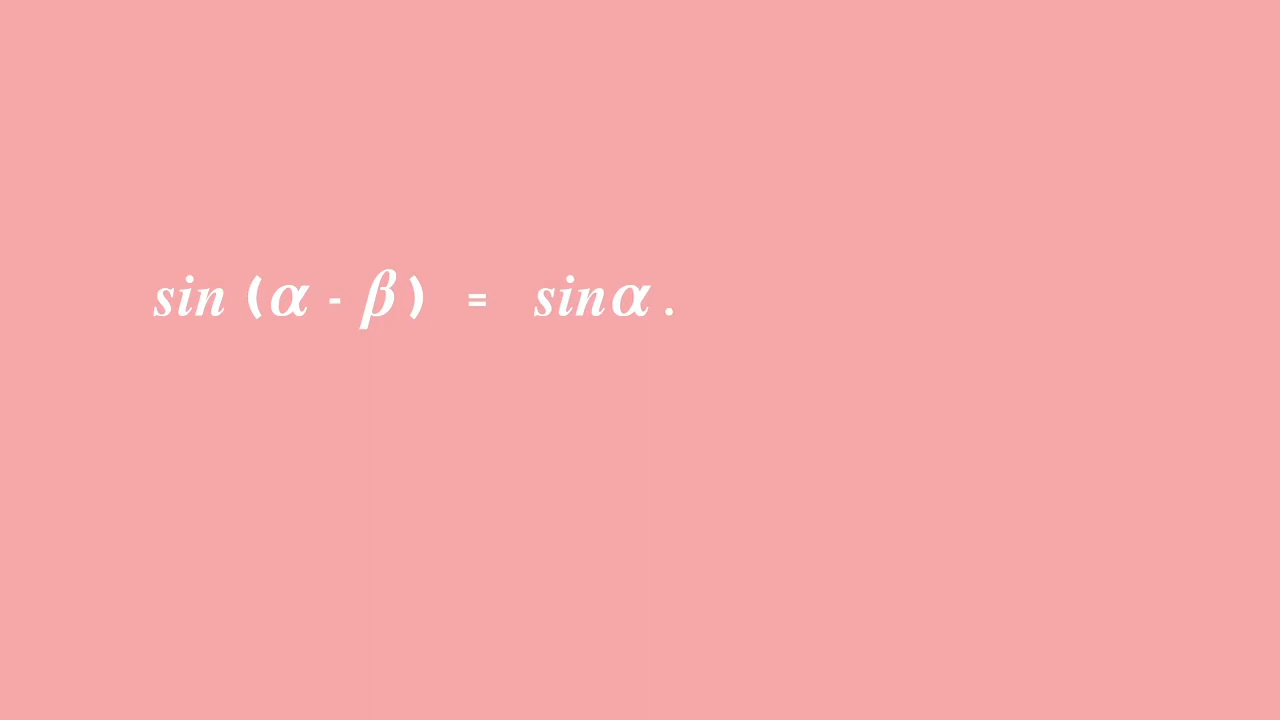 sin (α - β) = sinα .